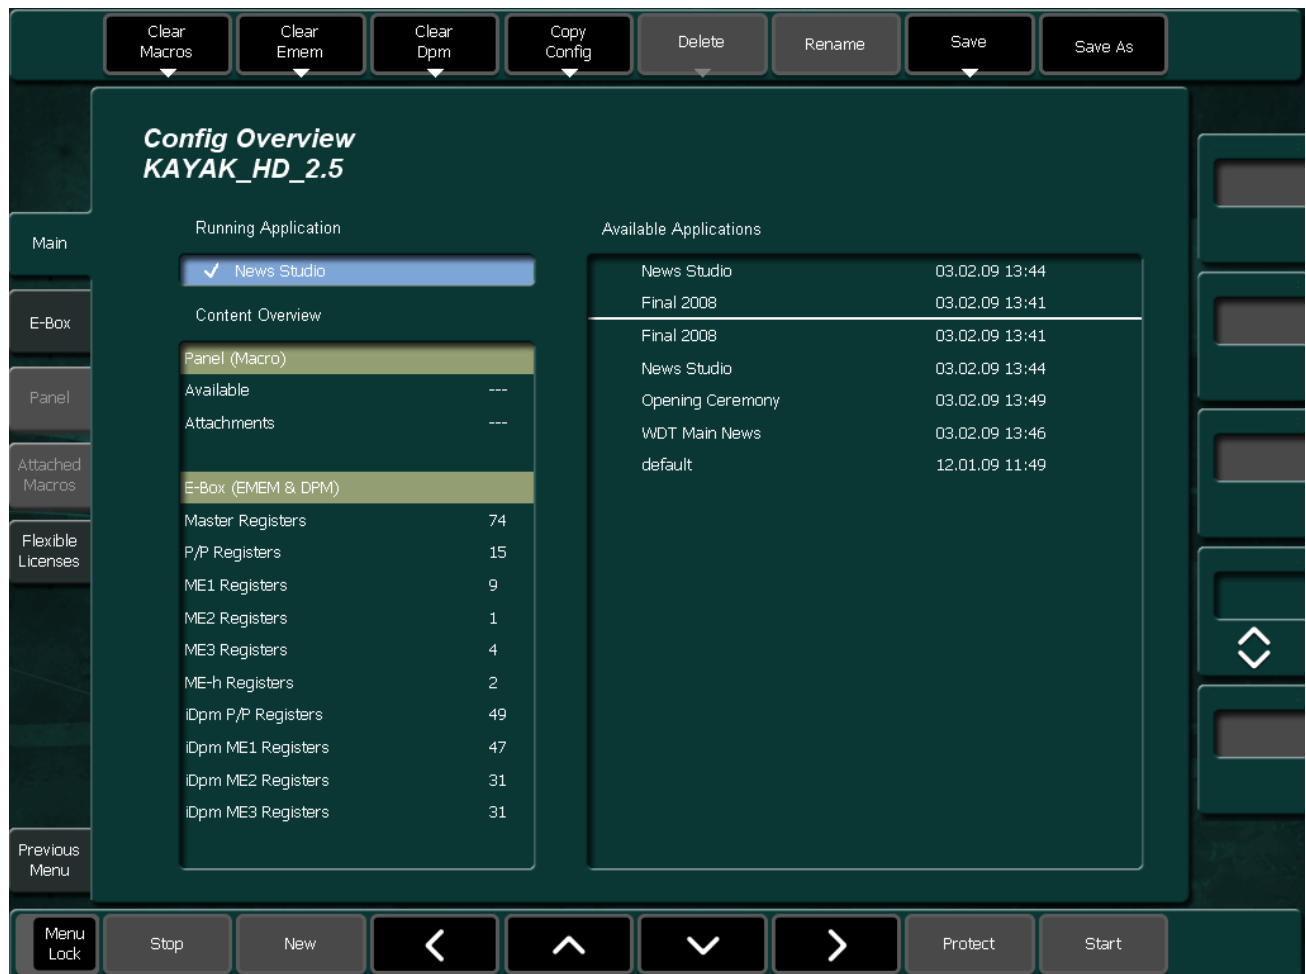 Clear
Macros
Clear
Emem
Clear
Dpm
Copy
Config
Delete
Rename
Save
Save As
Config Overview
KAYAK_HD_2.5
Main
E-Box
Panel
Attached
Macros
Flexible
Licenses
Previous
Menu
Running Application
News Studio
Content Overview
Panel (Macro)
Available ---
Attachments ---
E-Box (EMEM & DPM)
Master Registers 74
P/P Registers 15
ME1 Registers 9
ME2 Registers 1
ME3 Registers 4
ME-h Registers 2
iDpm P/P Registers 49
iDpm ME1 Registers 47
iDpm ME2 Registers 31
iDpm ME3 Registers 31
Available Applications
News Studio 03.02.09 13:44
Final 2008 03.02.09 13:41
Final 2008 03.02.09 13:41
News Studio 03.02.09 13:44
Opening Ceremony 03.02.09 13:49
WDT Main News 03.02.09 13:46
default 12.01.09 11:49
Menu
Lock
Stop
New
Protect
Start